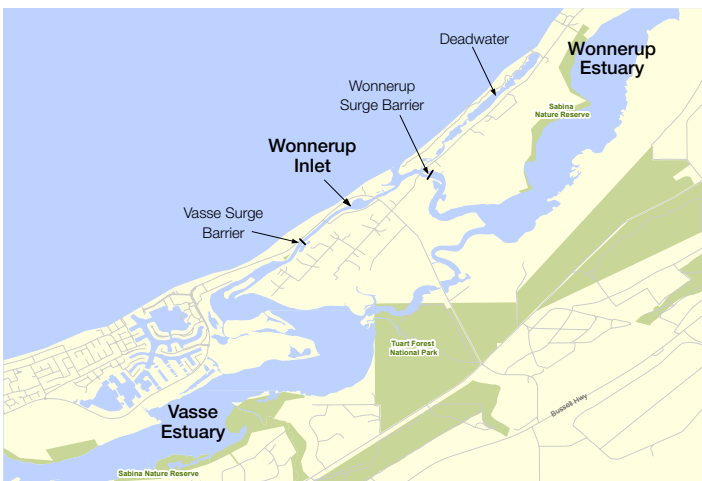 Deadwater
Wonnerup
Estuary
Wonnerup
Surge Barrier
Sabina
Nature Reserve
Wonnerup
Inlet
Vasse Surge
Barrier
Tuart Forest
National Park
Bussel Hwy
Vasse
Estuary
Sabina Nature Reserve